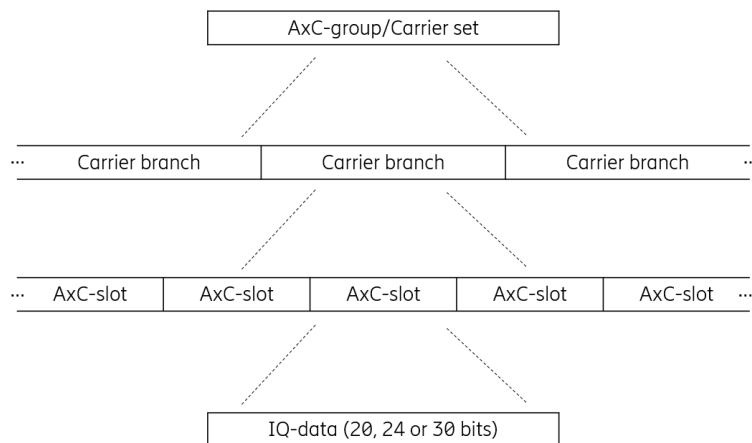 AxC-group/Carrier set
... Carrier branch Carrier branch Carrier branch ..
... AxC-slot AxC-slot AxC-slot AxC-slot AxC-slot ...
IQ-data (20, 24 or 30 bits)